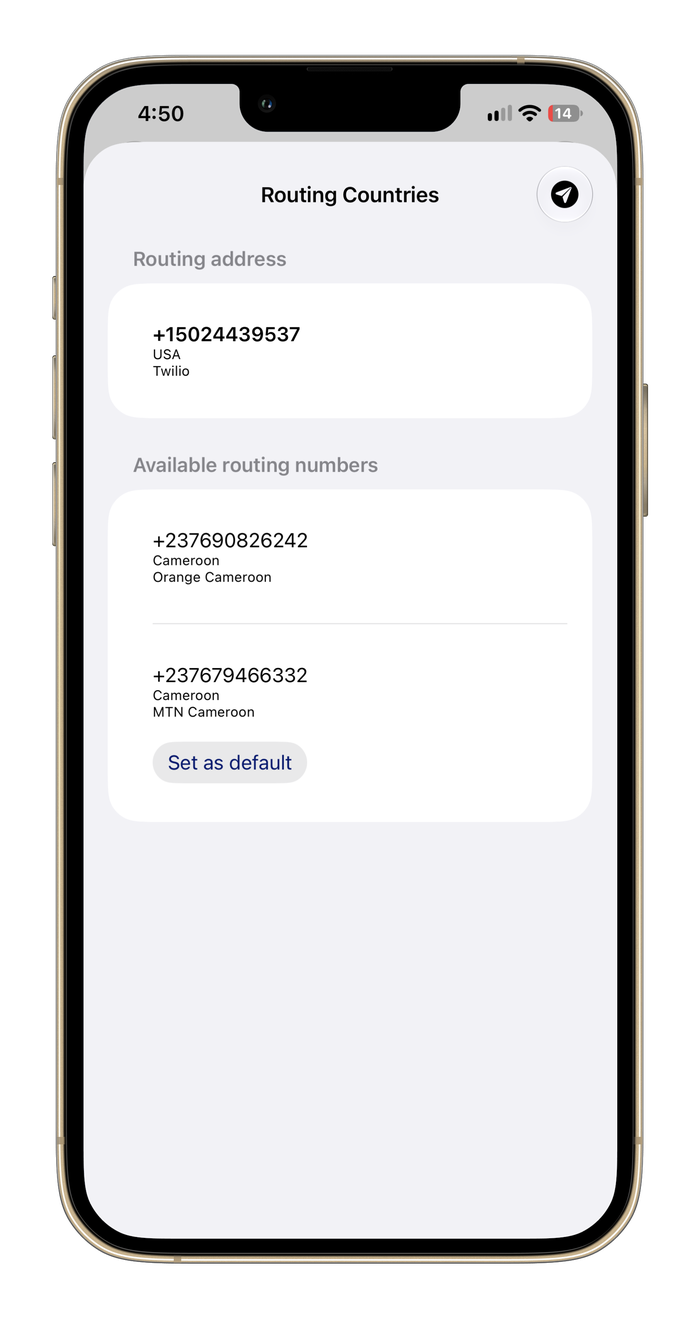 4:50
14
Routing Countries
Routing address
+15024439537
USA
Twilio
Available routing numbers
+237690826242
Cameroon
Orange Cameroon
+237679466332
Cameroon
MTN Cameroon
Set as default